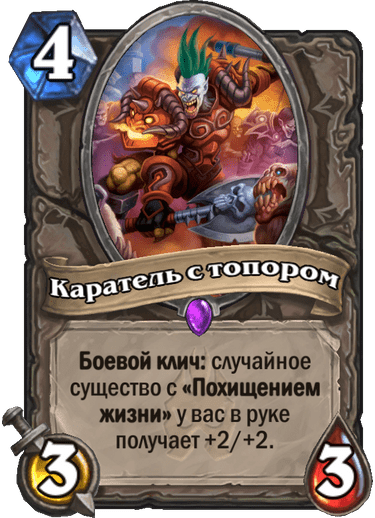 4
Каратель с топором
Боевой клич: случайное
существо с «Похищением
жизни» у вас в руке
получает +2/+2.
3
3